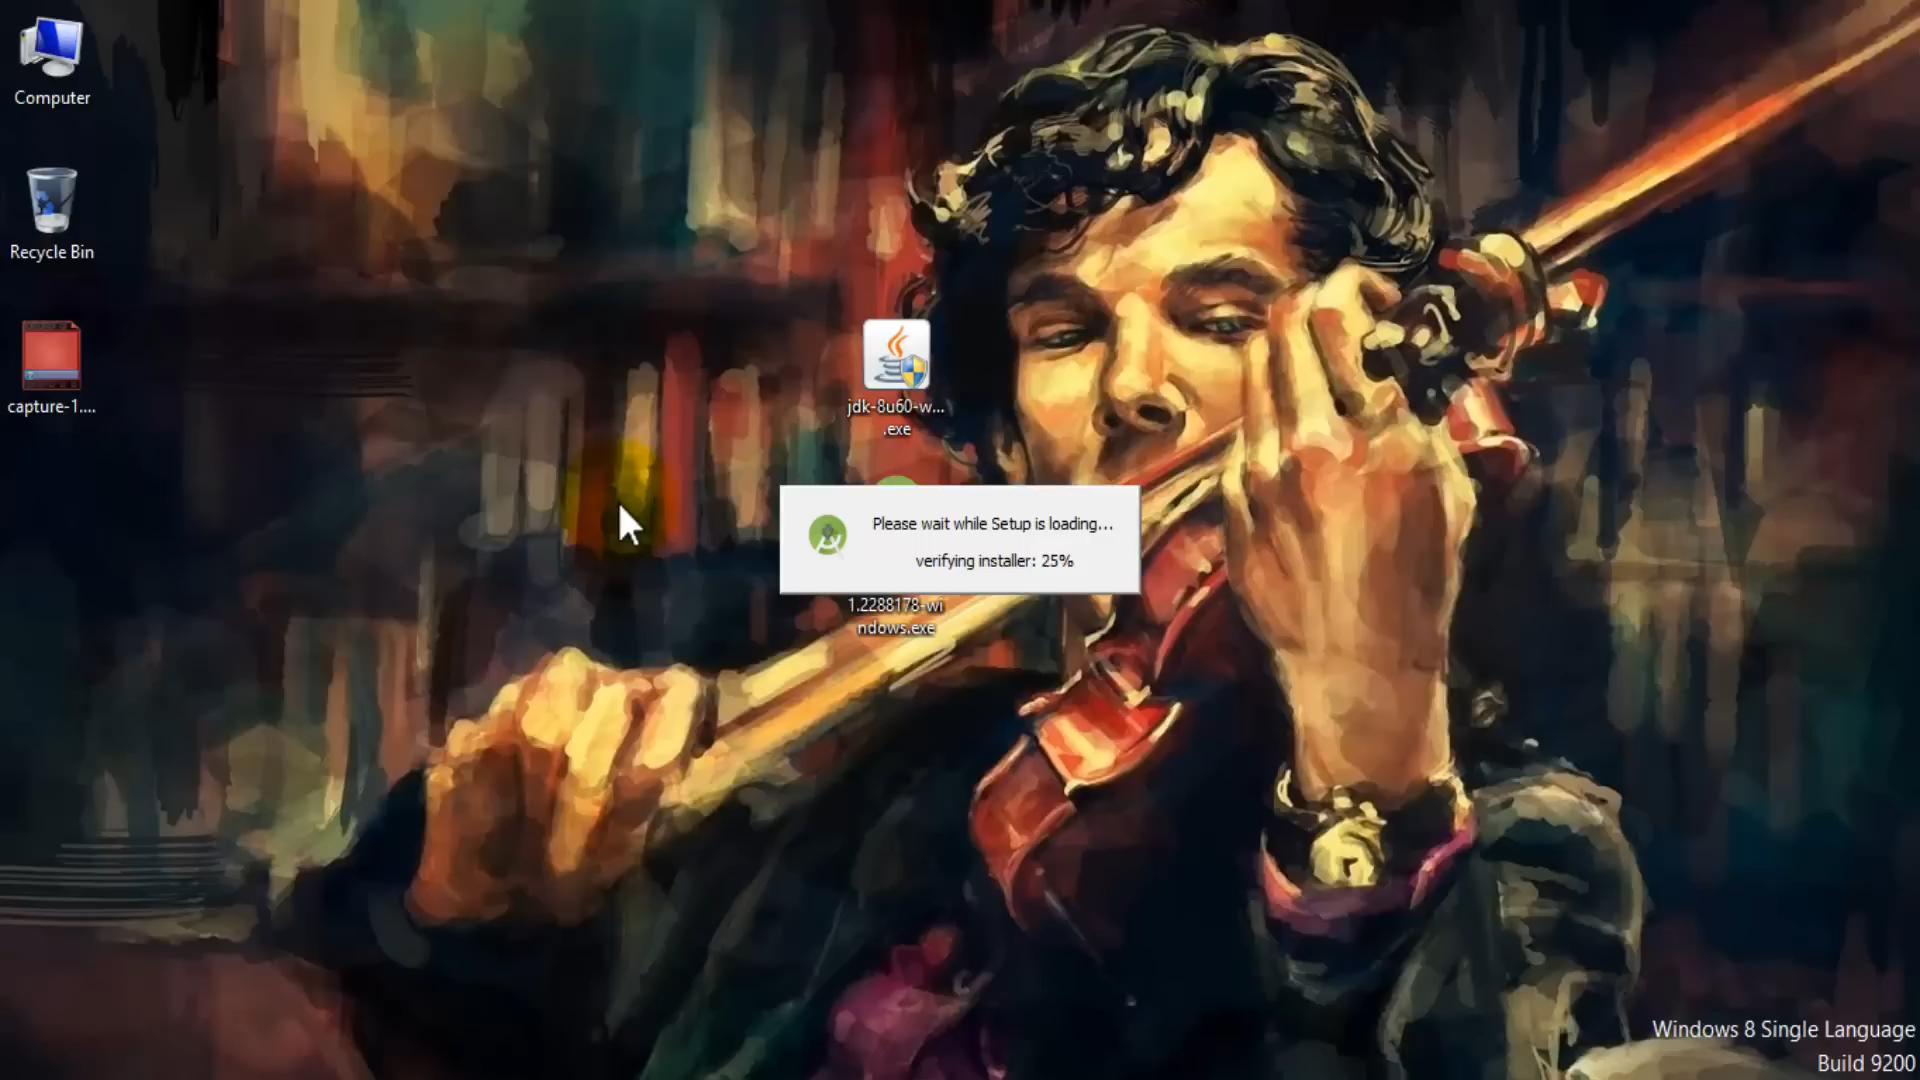 Computer
Recycle Bin
capture-1....
jdk-8u60-w...
.exe
Please wait while Setup is loading...
verifying installer: 25%
1.2288178-wi
ndows.exe
Windows 8 Single Language
Build 9200